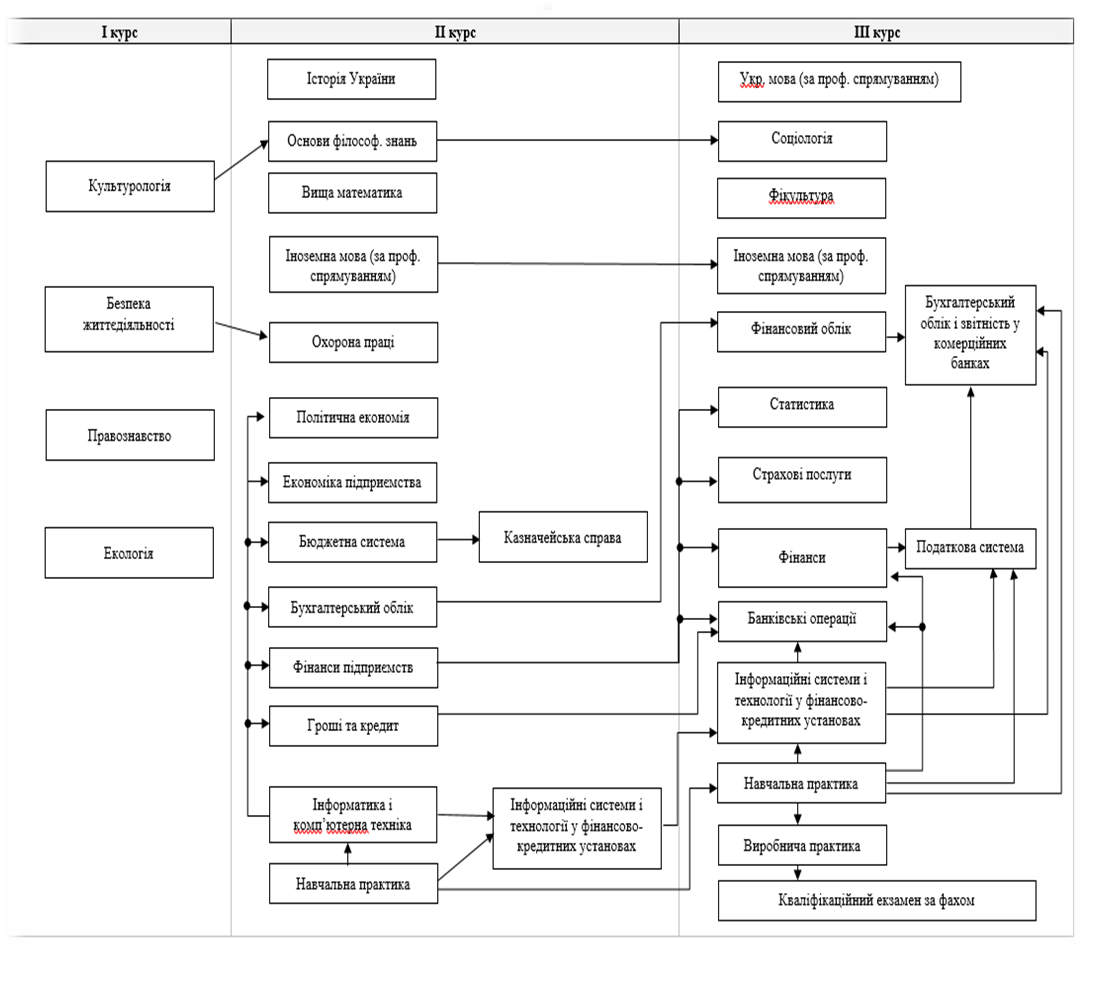 І курс
ІІ курс
ІІІ курс
Культурологія
Безпека
життєдіяльності
Правознавство
Екологія
Історія України
Основи філософ. знань
Вища математика
Іноземна мова (за проф.
спрямуванням)
Охорона праці
Політична економія
Економіка підприємства
Бюджетна система
Казначейська справа
Бухгалтерський облік
Фінанси підприємств
Гроші та кредит
Інформатика і
комп’ютерна техніка
Інформаційні системи і
технології у фінансово-
кредитних установах
Навчальна практика
Укр. мова (за проф. спрямуванням)
Соціологія
Фікультура
Іноземна мова (за проф.
спрямуванням)
Фінансовий облік
Бухгалтерський
облік і звітність у
комерційних
банках
Статистика
Страхові послуги
Фінанси
Податкова система
Банківські операції
Інформаційні системи і
технології у фінансово-
кредитних установах
Навчальна практика
Виробнича практика
Кваліфікаційний екзамен за фахом